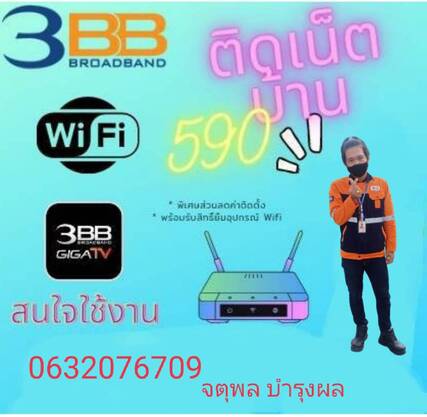 3BB
BROADBAND
ติดเน็ต
บ้าน
590
Wi Fi
* พิเศษส่วนลดค่าติดตั้ง
* พร้อมรับสิทธิ์ยืมอุปกรณ์ Wifi
3BB
BROADBAND
GIGATV
สนใจใช้งาน
0632076709
จตุพล บำรุงผล